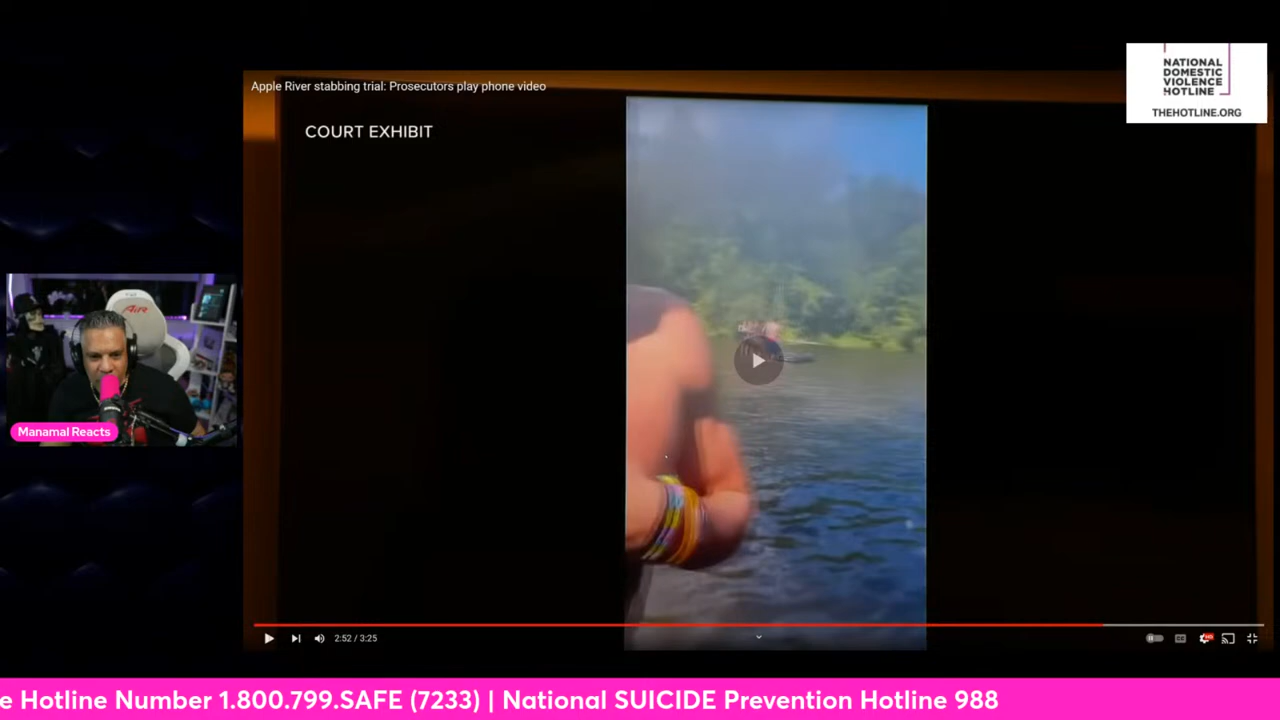 NATIONAL
DOMESTIC
VIOLENCE
HOTLINE
THEHOTLINE.ORG
Apple River stabbing trial: Prosecutors play phone video
COURT EXHIBIT
AiR
Manamal Reacts
2:52 / 3:25
e Hotline Number 1.800.799.SAFE (7233) | National SUICIDE Prevention Hotline 988